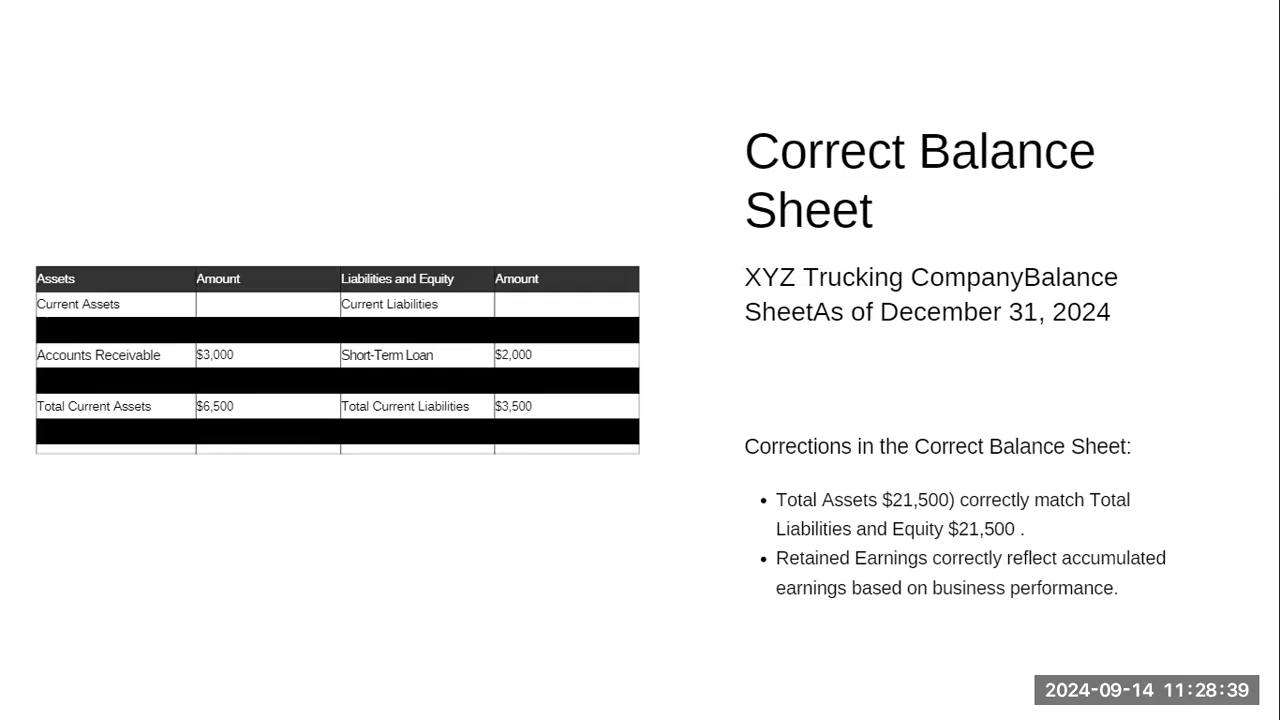 Assets Amount Liabilities and Equity Amount
Current Assets Current Liabilities
Accounts Receivable $3,000 Short-Term Loan $2,000
Total Current Assets $6,500 Total Current Liabilities $3,500
Correct Balance
Sheet
XYZ Trucking CompanyBalance
SheetAs of December 31, 2024
Corrections in the Correct Balance Sheet:
• Total Assets $21,500) correctly match Total
Liabilities and Equity $21,500 .
• Retained Earnings correctly reflect accumulated
earnings based on business performance.
2024-09-14 11:28:39